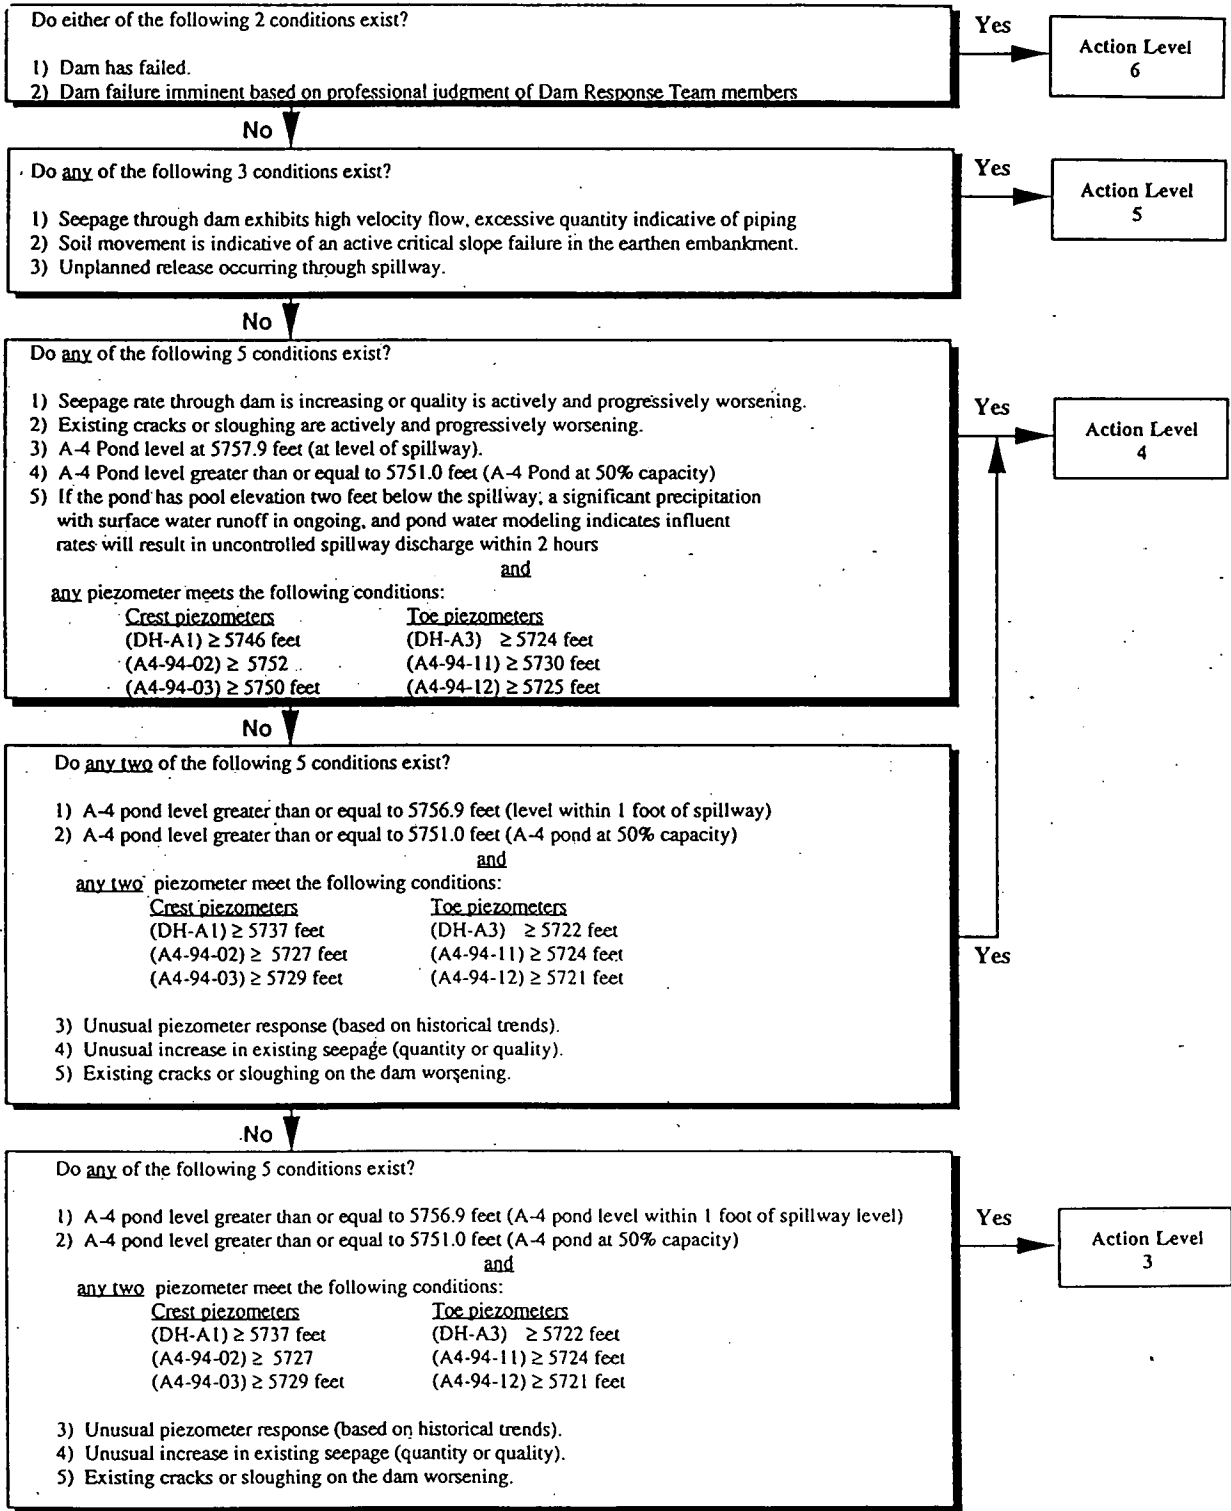 Do either of the following 2 conditions exist?
1) Dam has failed.
2) Dam failure imminent based on professional judgment of Dam Response Team members
Yes
Action Level
6
No
Do any of the following 3 conditions exist?
1) Seepage through dam exhibits high velocity flow, excessive quantity indicative of piping
2) Soil movement is indicative of an active critical slope failure in the earthen embankment.
3) Unplanned release occurring through spillway.
Yes
Action Level
5
No
Do any of the following 5 conditions exist?
1) Seepage rate through dam is increasing or quality is actively and progressively worsening.
2) Existing cracks or sloughing are actively and progressively worsening.
3) A-4 Pond level at 5757.9 feet (at level of spillway).
4) A-4 Pond level greater than or equal to 5751.0 feet (A-4 Pond at 50% capacity)
5) If the pond has pool elevation two feet below the spillway, a significant precipitation
with surface water runoff in ongoing, and pond water modeling indicates influent
rates will result in uncontrolled spillway discharge within 2 hours
and
any piezometer meets the following conditions:
Crest piezometers Toe piezometers
(DH-A1) ≥ 5746 feet (DH-A3) ≥ 5724 feet
(A4-94-02) ≥ 5752 (A4-94-11) ≥ 5730 feet
(A4-94-03) ≥ 5750 feet (A4-94-12) ≥ 5725 feet
Yes
Action Level
4
No
Do any two of the following 5 conditions exist?
1) A-4 pond level greater than or equal to 5756.9 feet (level within 1 foot of spillway)
2) A-4 pond level greater than or equal to 5751.0 feet (A-4 pond at 50% capacity)
and
any two piezometer meet the following conditions:
Crest piezometers Toe piezometers
(DH-A1) ≥ 5737 feet (DH-A3) ≥ 5722 feet
(A4-94-02) ≥ 5727 feet (A4-94-11) ≥ 5724 feet
(A4-94-03) ≥ 5729 feet (A4-94-12) ≥ 5721 feet
3) Unusual piezometer response (based on historical trends).
4) Unusual increase in existing seepage (quantity or quality).
5) Existing cracks or sloughing on the dam worsening.
Yes
No
Do any of the following 5 conditions exist?
1) A-4 pond level greater than or equal to 5756.9 feet (A-4 pond level within 1 foot of spillway level)
2) A-4 pond level greater than or equal to 5751.0 feet (A-4 pond at 50% capacity)
and
any two piezometer meet the following conditions:
Crest piezometers Toe piezometers
(DH-A1) ≥ 5737 feet (DH-A3) ≥ 5722 feet
(A4-94-02) ≥ 5727 (A4-94-11) ≥ 5724 feet
(A4-94-03) ≥ 5729 feet (A4-94-12) ≥ 5721 feet
3) Unusual piezometer response (based on historical trends).
4) Unusual increase in existing seepage (quantity or quality).
5) Existing cracks or sloughing on the dam worsening.
Yes
Action Level
3